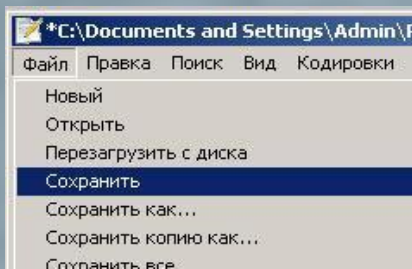 *C:\Documents and Settings\Admin\
Файл Правка Поиск Вид Кодировки
Новый
Открыть
Перезагрузить с диска
Сохранить
Сохранить как...
Сохранить копию как...
Сохранить все